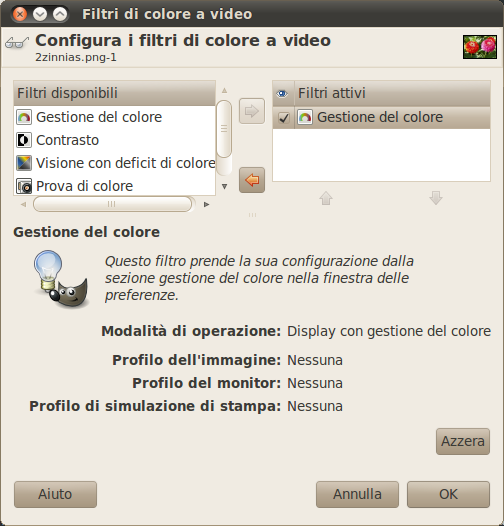 Filtri di colore a video
Configura i filtri di colore a video
2zinnias.png-1
Filtri disponibili
Gestione del colore
Contrasto
Visione con deficit di colore
Prova di colore
Filtri attivi
Gestione del colore
Gestione del colore
Questo filtro prende la sua configurazione dalla
sezione gestione del colore nella finestra delle
preferenze.
Modalità di operazione: Display con gestione del colore
Profilo dell'immagine: Nessuna
Profilo del monitor: Nessuna
Profilo di simulazione di stampa: Nessuna
Azzera
Aiuto
Annulla
OK